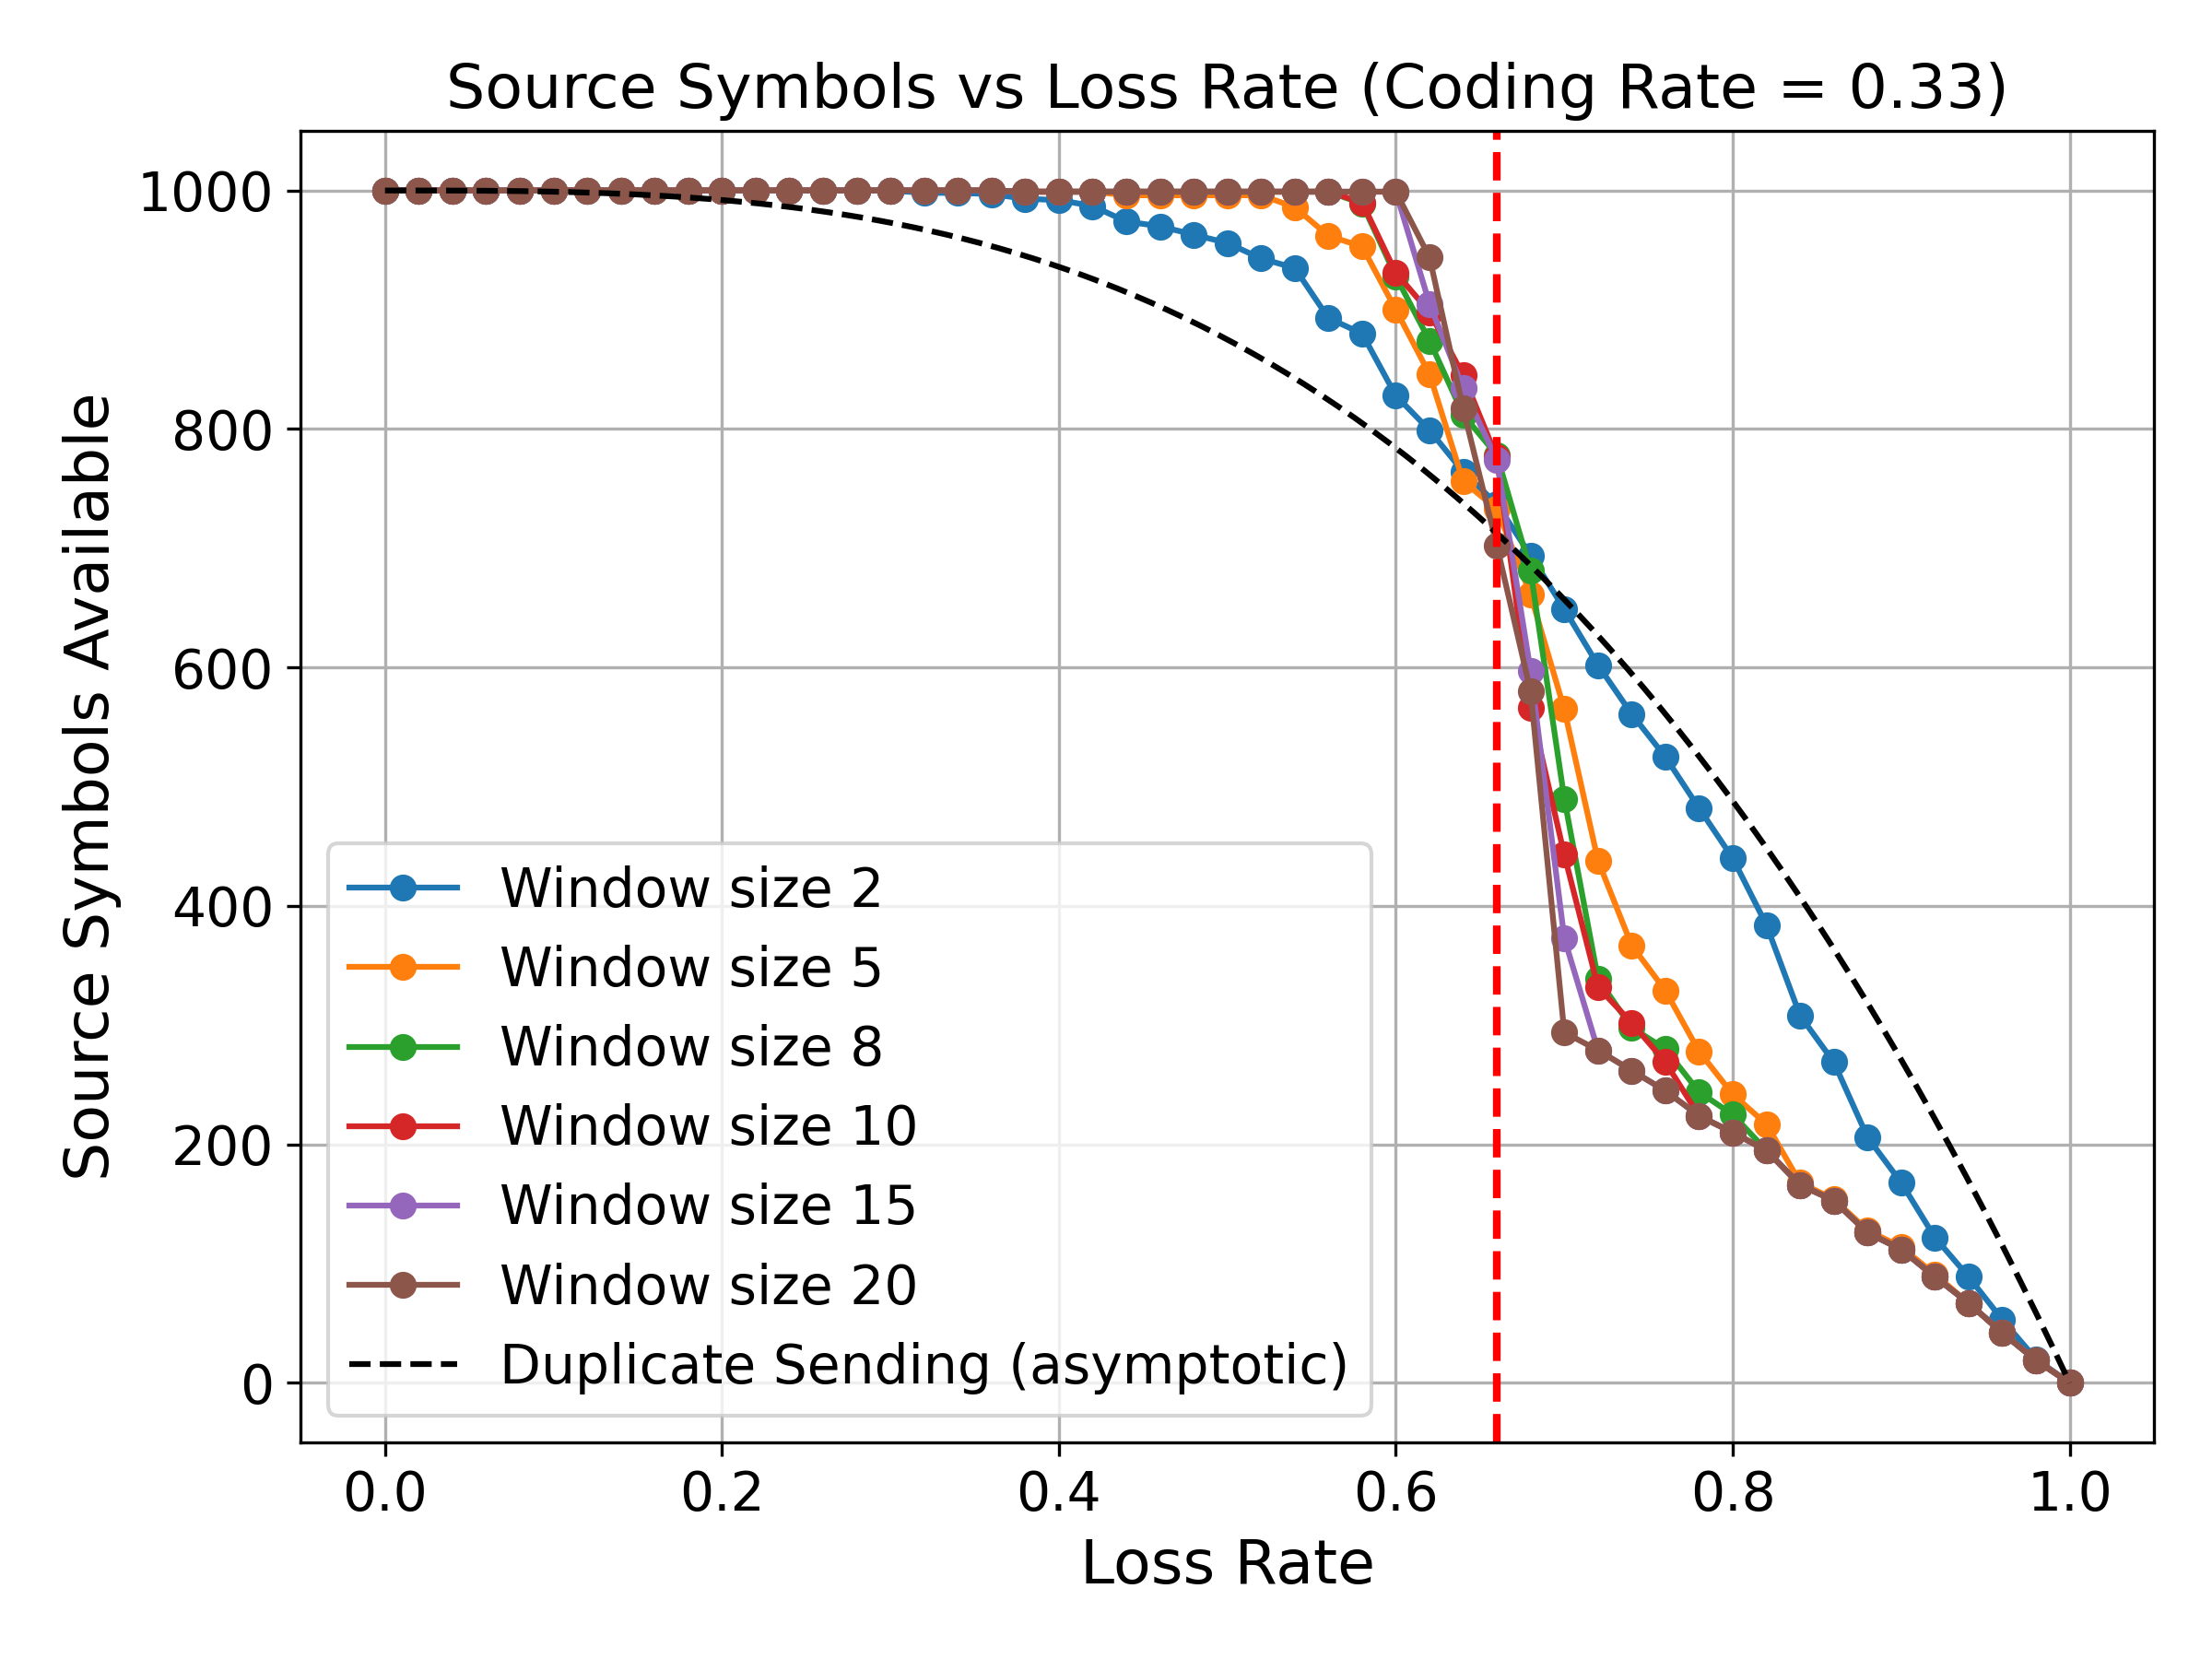 Source Symbols vs Loss Rate (Coding Rate = 0.33)
Source Symbols Available
1000
800
600
400
200
0
Window size 2
Window size 5
Window size 8
Window size 10
Window size 15
Window size 20
Duplicate Sending (asymptotic)
0.0 0.2 0.4 0.6 0.8 1.0
Loss Rate